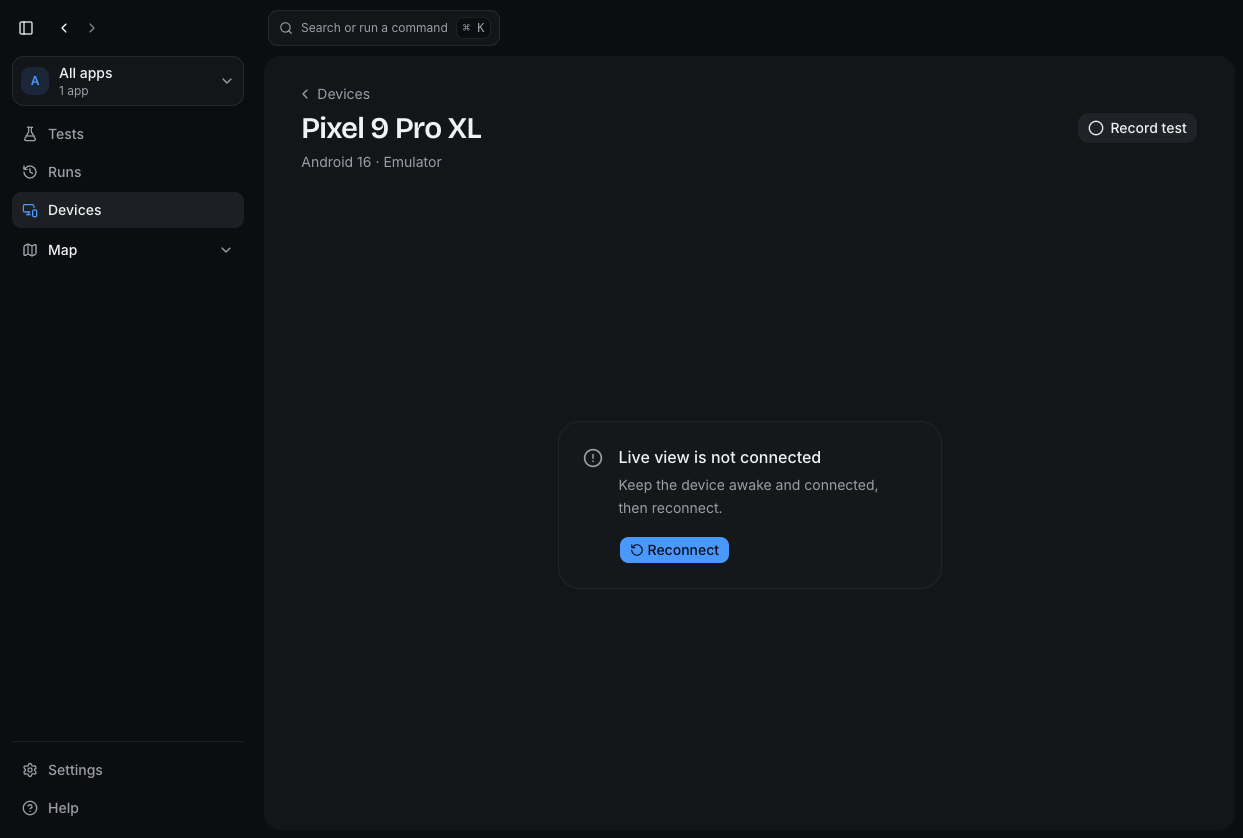 Search or run a command ⌘ K
A
All apps
1 app
Tests
Runs
Devices
Map
Settings
Help
Devices
Pixel 9 Pro XL
Android 16 · Emulator
Record test
Live view is not connected
Keep the device awake and connected,
then reconnect.
Reconnect